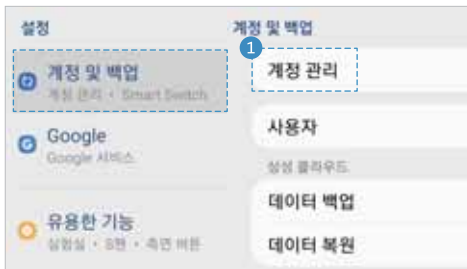 설정
계정 및 백업
계정 관리 • Smart Switch
Google
Google 서비스
유용한 기능
실험실 • S펜 • 측면 버튼
계정 및 백업
1
계정 관리
사용자
삼성 클라우드
데이터 백업
데이터 복원